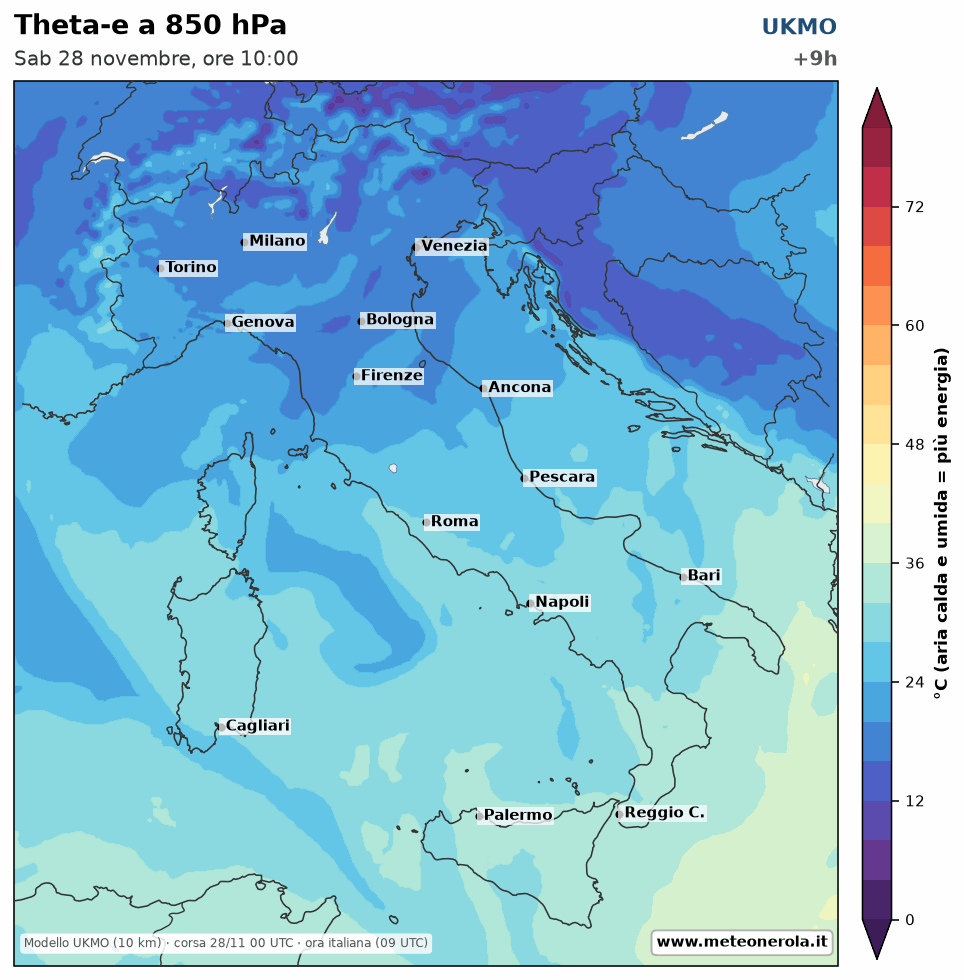 Theta-e a 850 hPa
UKMO
Sab 28 novembre, ore 10:00
+9h
Milano
Venezia
Torino
Genova
Bologna
Firenze
Ancona
Pescara
Roma
Bari
Napoli
Cagliari
Palermo
Reggio C.
72
60
48
36
24
12
0
°C (aria calda e umida = più energia)
Modello UKMO (10 km) · corsa 28/11 00 UTC · ora italiana (09 UTC)
www.meteonerola.it